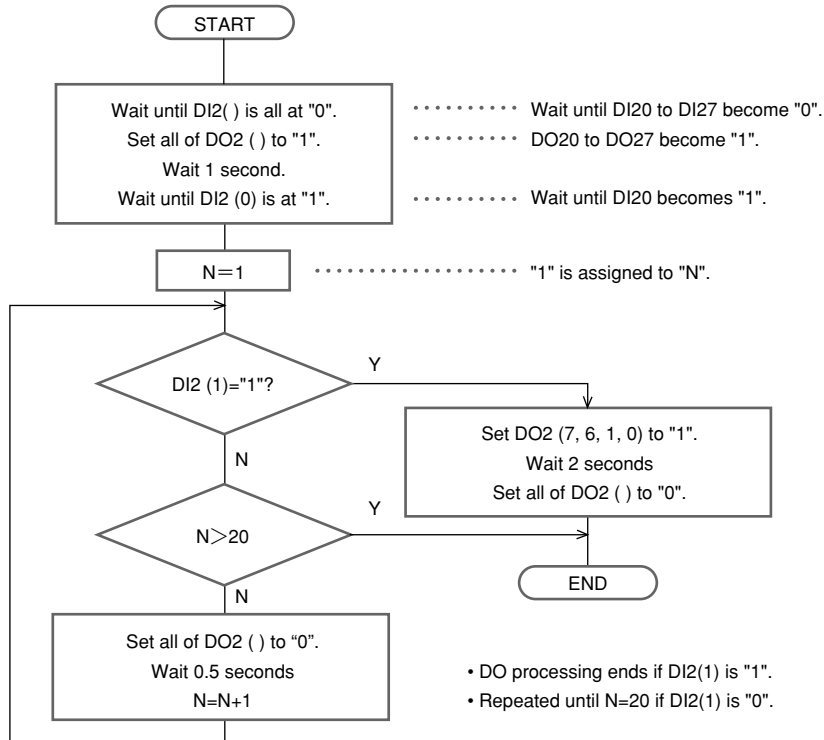 START
Wait until DI2( ) is all at "0".
Wait until DI20 to DI27 become "0".
Set all of DO2 ( ) to "1".
DO20 to DO27 become "1".
Wait 1 second.
Wait until DI2 (0) is at "1".
Wait until DI20 becomes "1".
N＝1
"1" is assigned to "N".
DI2 (1)="1"?
Y
Set DO2 (7, 6, 1, 0) to "1".
Wait 2 seconds
Set all of DO2 ( ) to "0".
N
N＞20
Y
END
N
Set all of DO2 ( ) to “0”.
Wait 0.5 seconds
N=N+1
• DO processing ends if DI2(1) is "1".
• Repeated until N=20 if DI2(1) is "0".